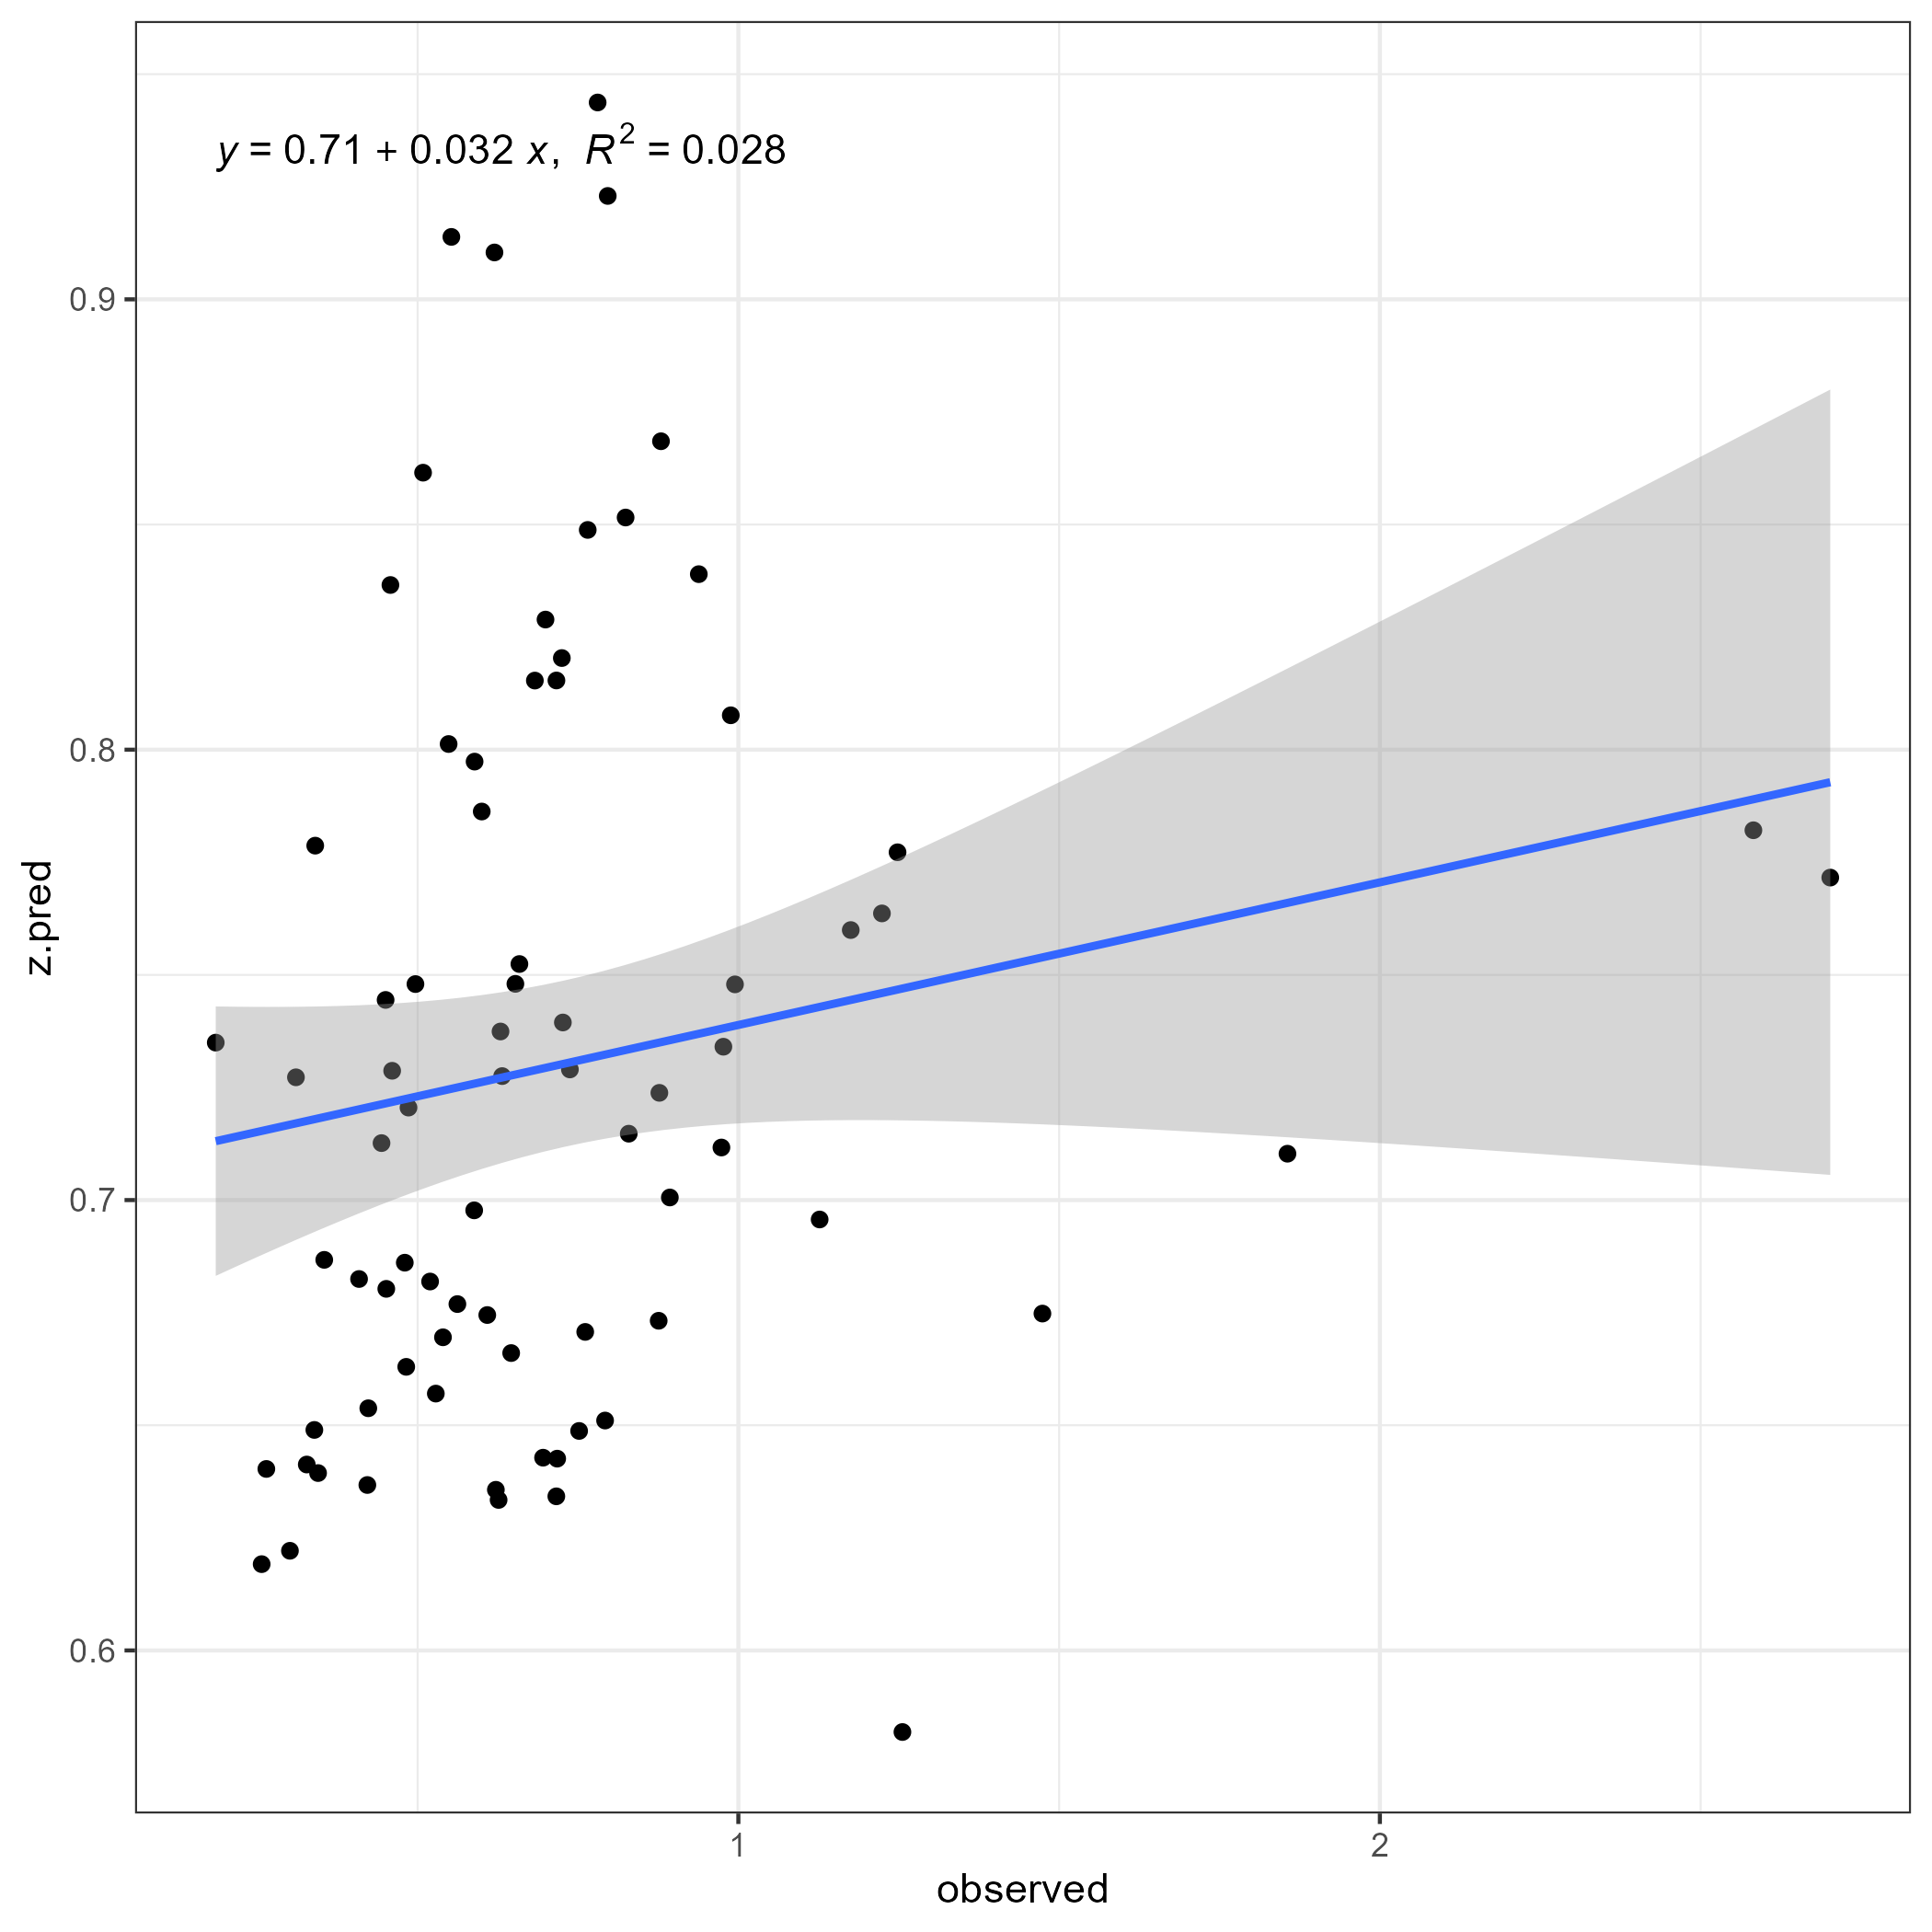 y = 0.71 + 0.032 x, R² = 0.028
0.9
0.8
0.7
0.6
z.pred
1 2
observed